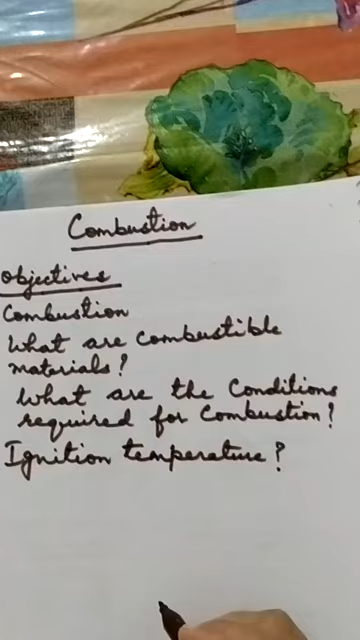 Combustion
Objectives
Combustion
What are combustible
materials?
What are the Conditions
required for Combustion?
Ignition temperature?